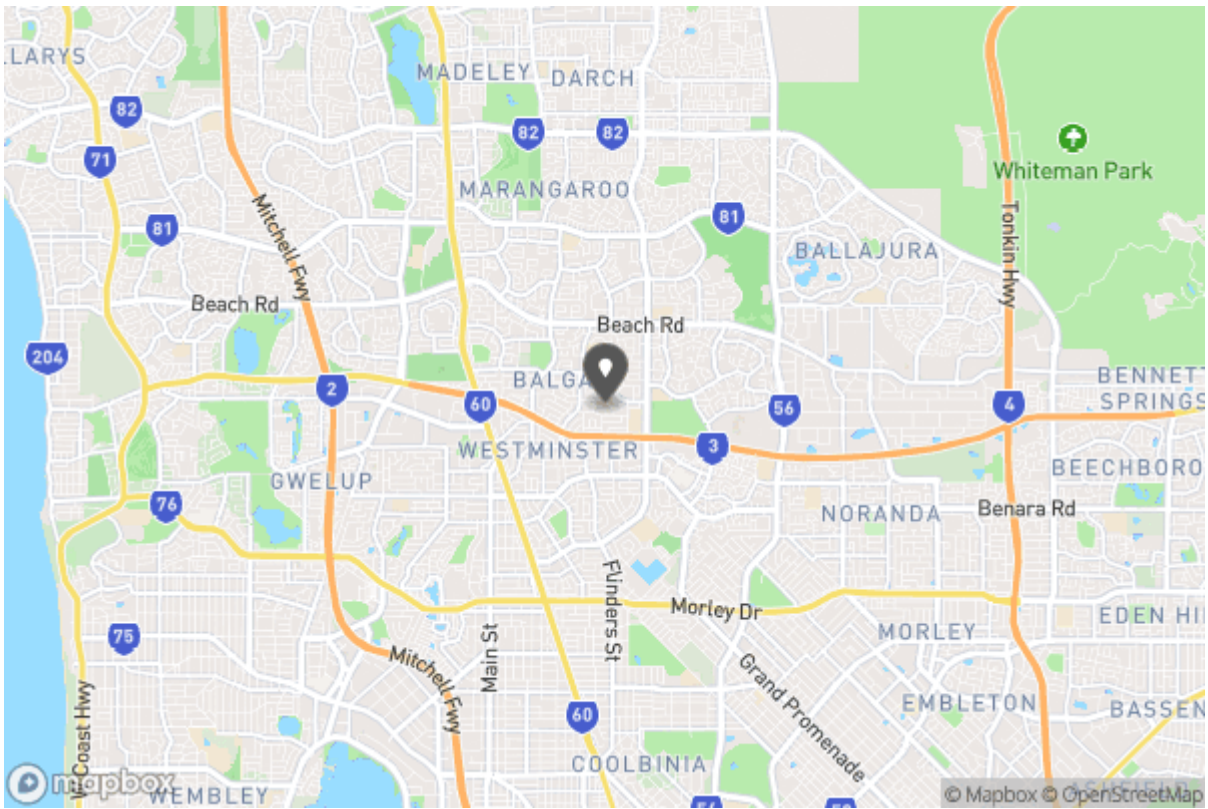 LLARYS
MADELEY
DARCH
82
82
82
71
Whiteman Park
MARANGAROO
81
81
Mitchell Fwy
Tonkin Hwy
BALLAJURA
Beach Rd
Beach Rd
204
2
BALGA
60
56
4
BENNETT
SPRINGS
WESTMINSTER
3
BEECHBORO
GWELUP
76
NORANDA
Benara Rd
Flinders St
Morley Dr
EDEN HI
75
Main St
MORLEY
Mitchell Fwy
Grand Promenade
W Coast Hwy
EMBLETON
BASSEN
60
COOLBINIA
mapbox
WEMBLEY
© Mapbox © OpenStreetMap